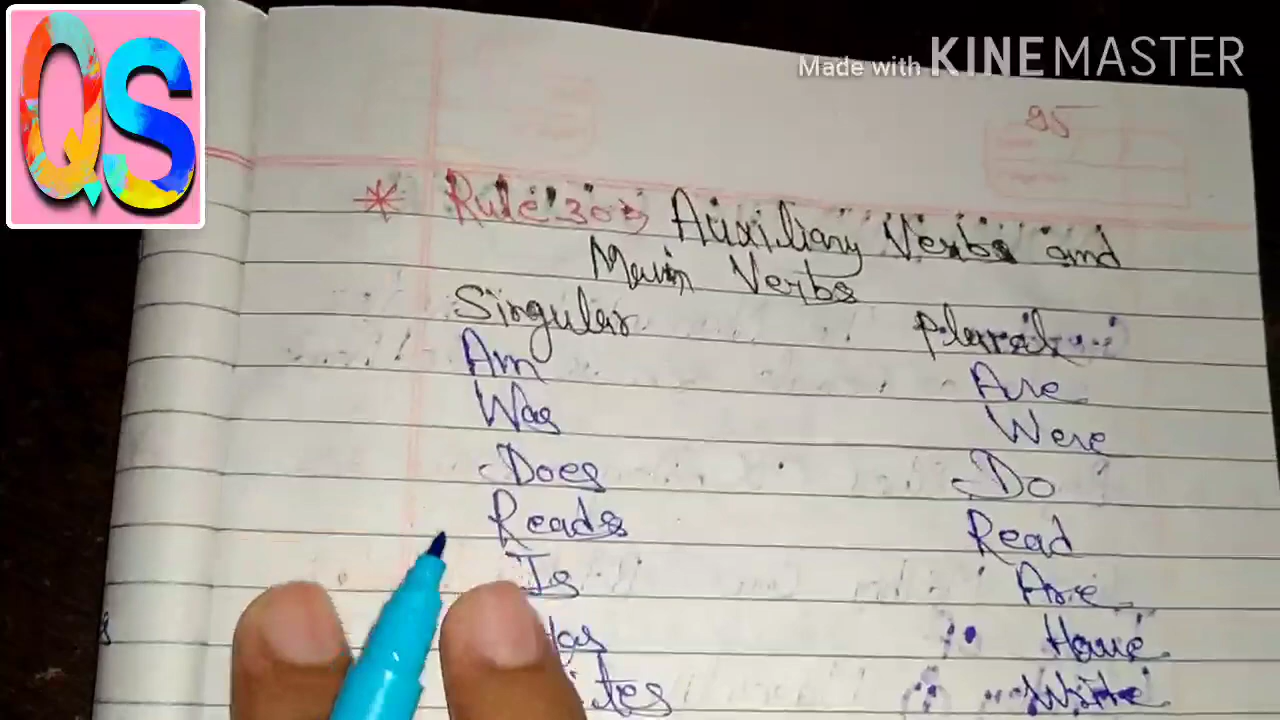 QS
Made with KINEMASTER
95
* Rule 30:- Auxiliary Verbs and
Main Verbs
Singular Plural
Am Are
Was Were
Does Do
Reads Read
Is Are
Has Have
ites Write